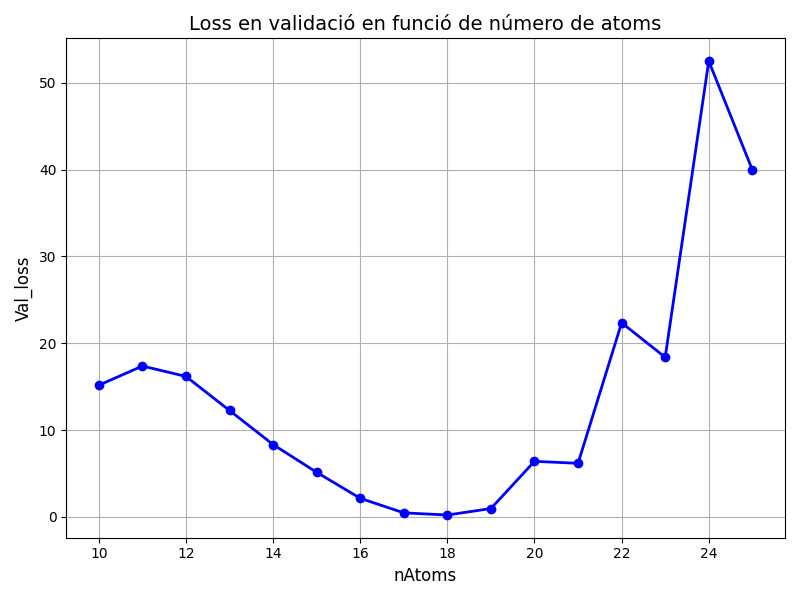 Loss en validació en funció de número de atoms
Val_loss
50
40
30
20
10
0
10 12 14 16 18 20 22 24
nAtoms